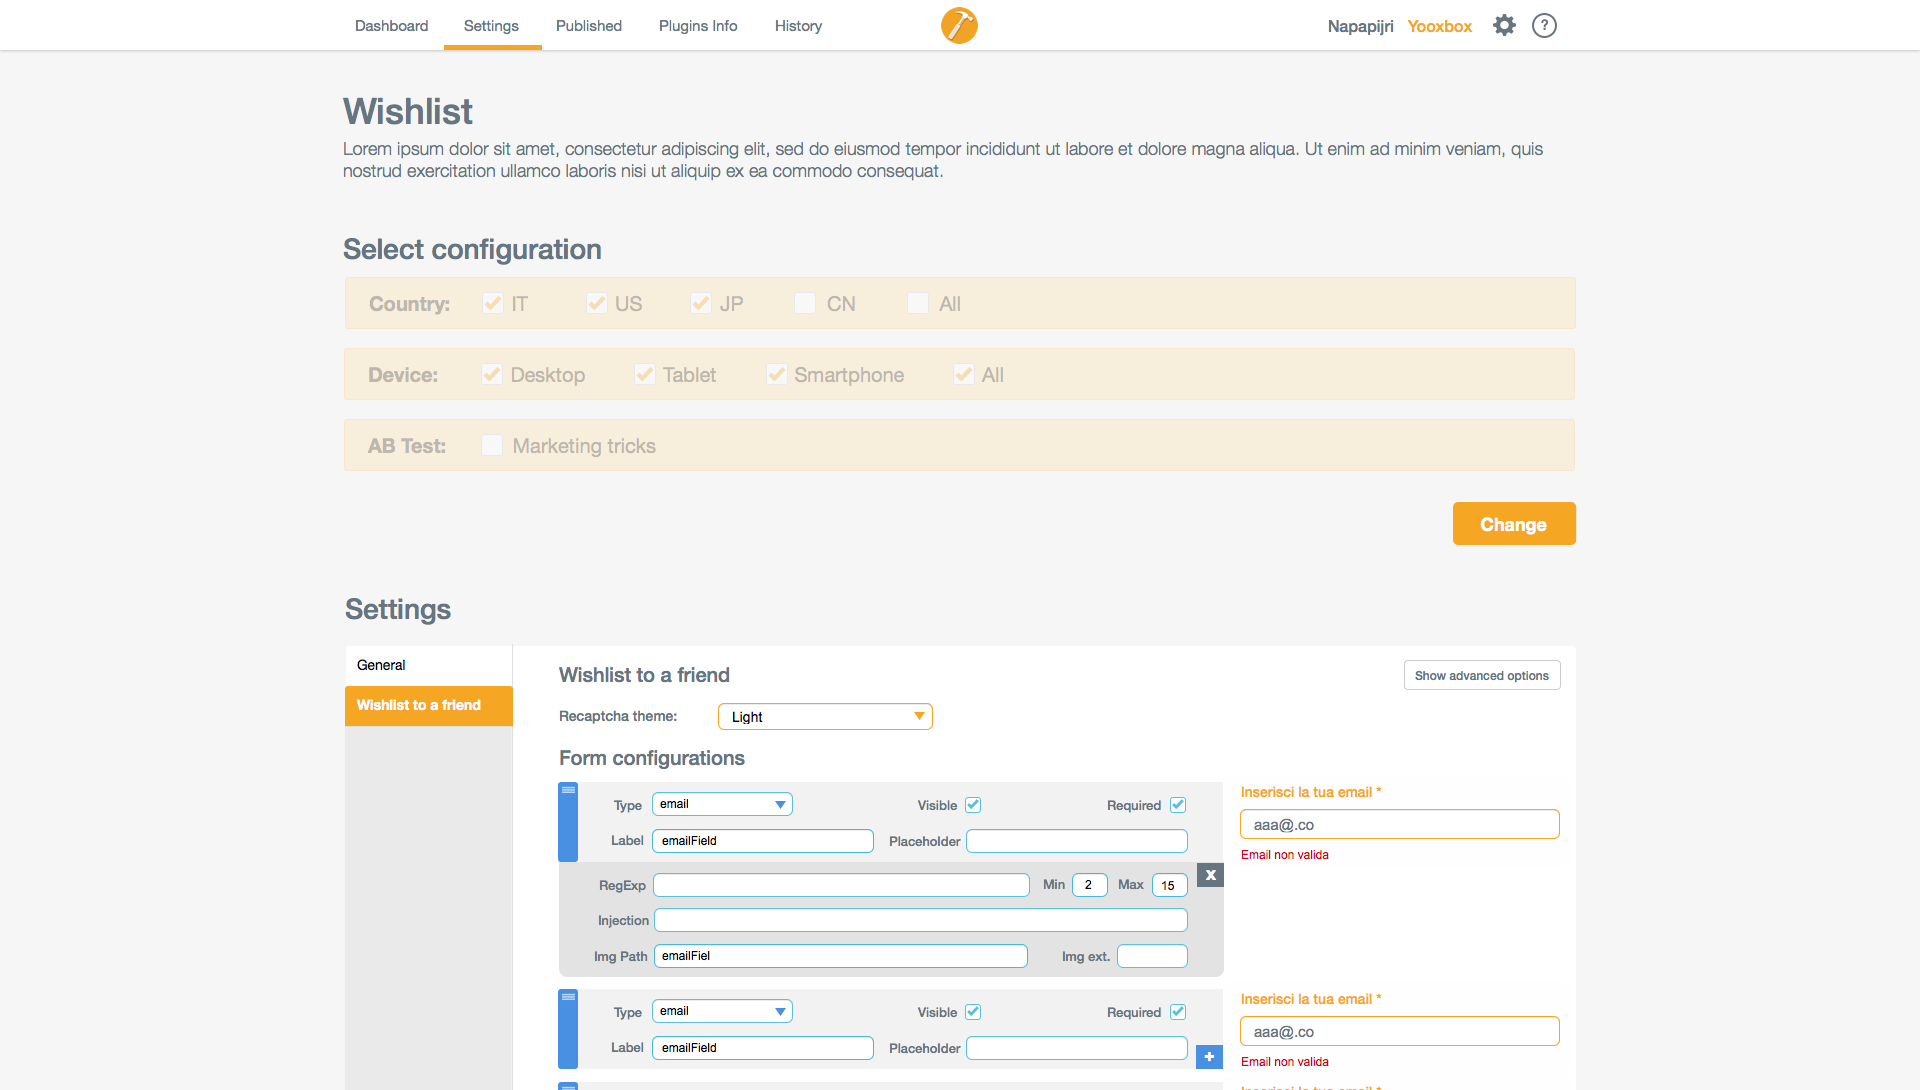 Dashboard Settings Published Plugins Info History Napapijri Yooxbox ?
Wishlist
Lorem ipsum dolor sit amet, consectetur adipiscing elit, sed do eiusmod tempor incididunt ut labore et dolore magna aliqua. Ut enim ad minim veniam, quis
nostrud exercitation ullamco laboris nisi ut aliquip ex ea commodo consequat.
Select configuration
Country: IT US JP CN All
Device: Desktop Tablet Smartphone All
AB Test: Marketing tricks
Change
Settings
General
Wishlist to a friend
Wishlist to a friend
Show advanced options
Recaptcha theme: Light
Form configurations
Type email Visible Required
Label emailField Placeholder
Inserisci la tua email *
aaa@.co
Email non valida
X
RegExp Min 2 Max 15
Injection
Img Path emailFiel Img ext.
Type email Visible Required
Label emailField Placeholder
+
Inserisci la tua email *
aaa@.co
Email non valida